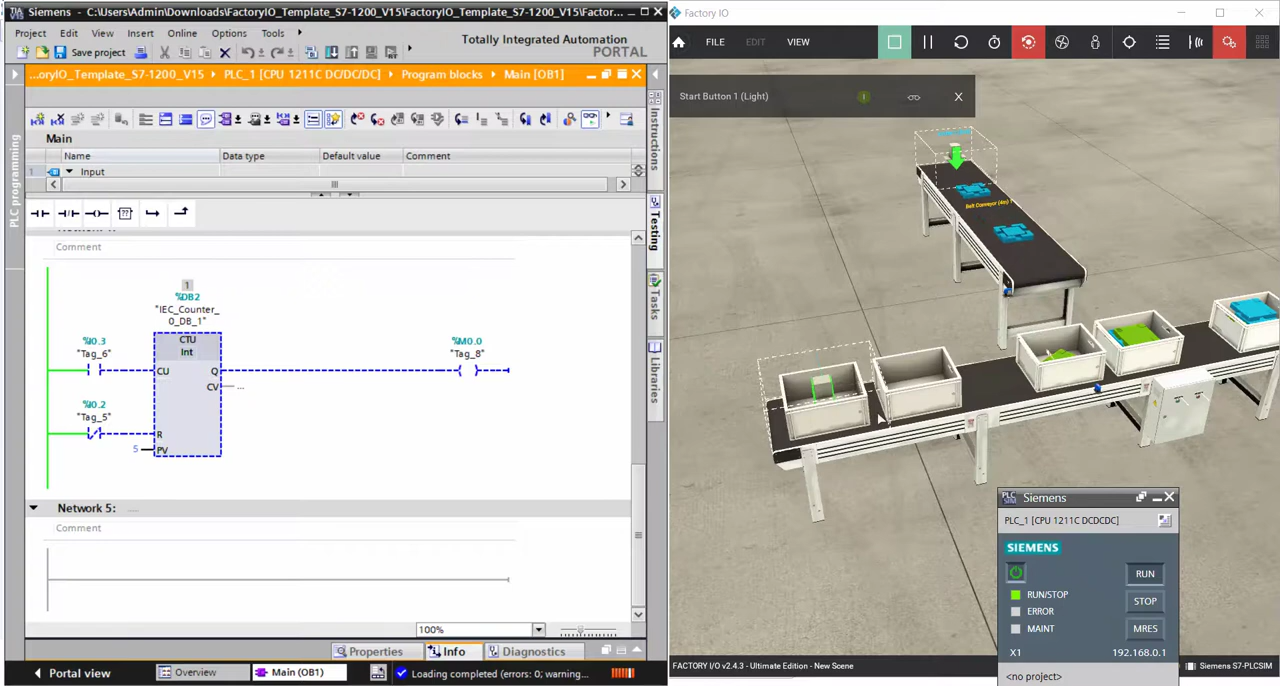 Siemens - C:\Users\Admin\Downloads\FactoryIO_Template_S7-1200_V15\FactoryIO_Template_S7-1200_V15\Factor...
Project Edit View Insert Online Options Tools
Totally Integrated Automation
PORTAL
Save project
...oryIO_Template_S7-1200_V15 PLC_1 [CPU 1211C DC/DC/DC] Program blocks Main [OB1]
PLC programming
Main
Name Data type Default value Comment
1 Input
Comment
1
%DB2
"IEC_Counter_
0_DB_1"
CTU
Int
%I0.3
"Tag_6"
%M0.0
"Tag_8"
CU Q
CV ...
%I0.2
"Tag_5"
R
5 PV
Network 5: .....
Comment
100%
Properties Info Diagnostics
Portal view Overview Main (OB1) Loading completed (errors: 0; warning...
Instructions
Testing
Tasks
Libraries
Factory IO
FILE EDIT VIEW
Start Button 1 (Light)
Belt Conveyor (4m) 1
PLC
SIM
Siemens
PLC_1 [CPU 1211C DCDCDC]
SIEMENS
RUN
RUN/STOP
STOP
ERROR
MAINT
MRES
X1 192.168.0.1
<no project>
FACTORY I/O v2.4.3 - Ultimate Edition - New Scene
Siemens S7-PLCSIM